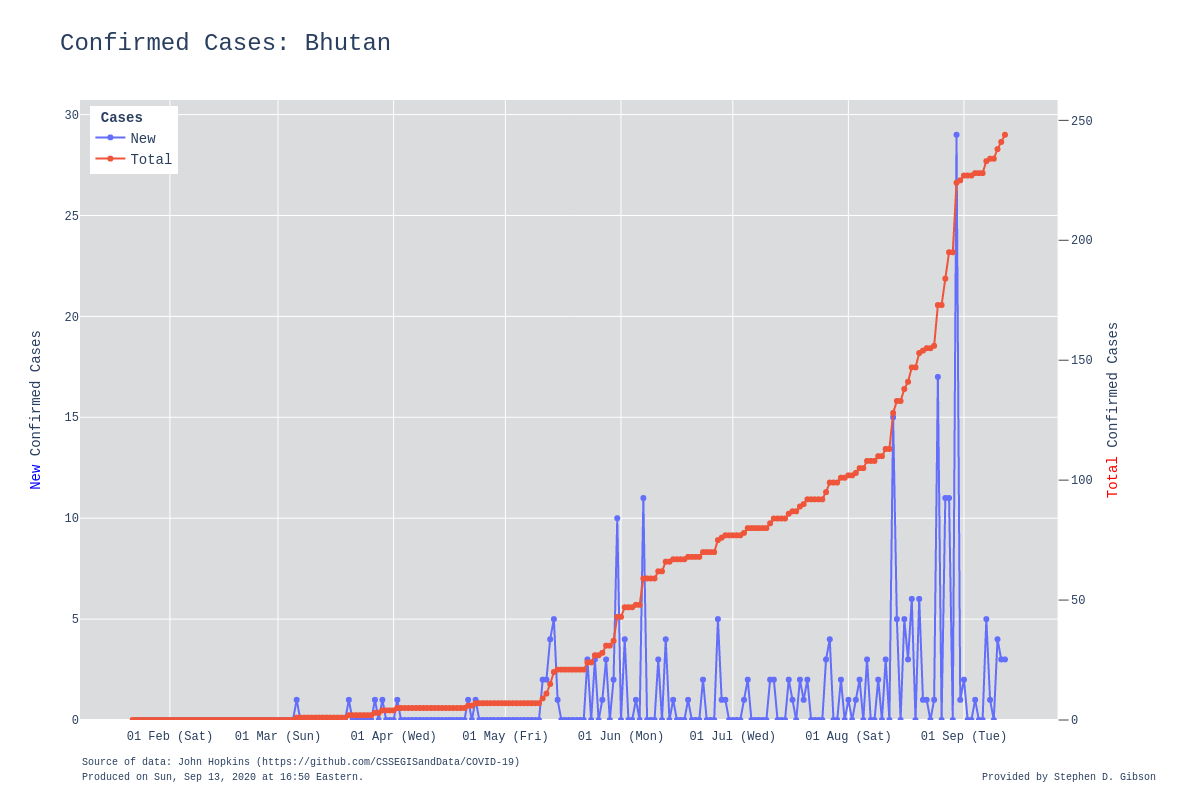 Confirmed Cases: Bhutan
Cases
New
Total
30
25
20
15
10
5
0
250
200
150
100
50
0
New Confirmed Cases
Total Confirmed Cases
01 Feb (Sat)
01 Mar (Sun)
01 Apr (Wed)
01 May (Fri)
01 Jun (Mon)
01 Jul (Wed)
01 Aug (Sat)
01 Sep (Tue)
Source of data: John Hopkins (https://github.com/CSSEGISandData/COVID-19)
Produced on Sun, Sep 13, 2020 at 16:50 Eastern.
Provided by Stephen D. Gibson